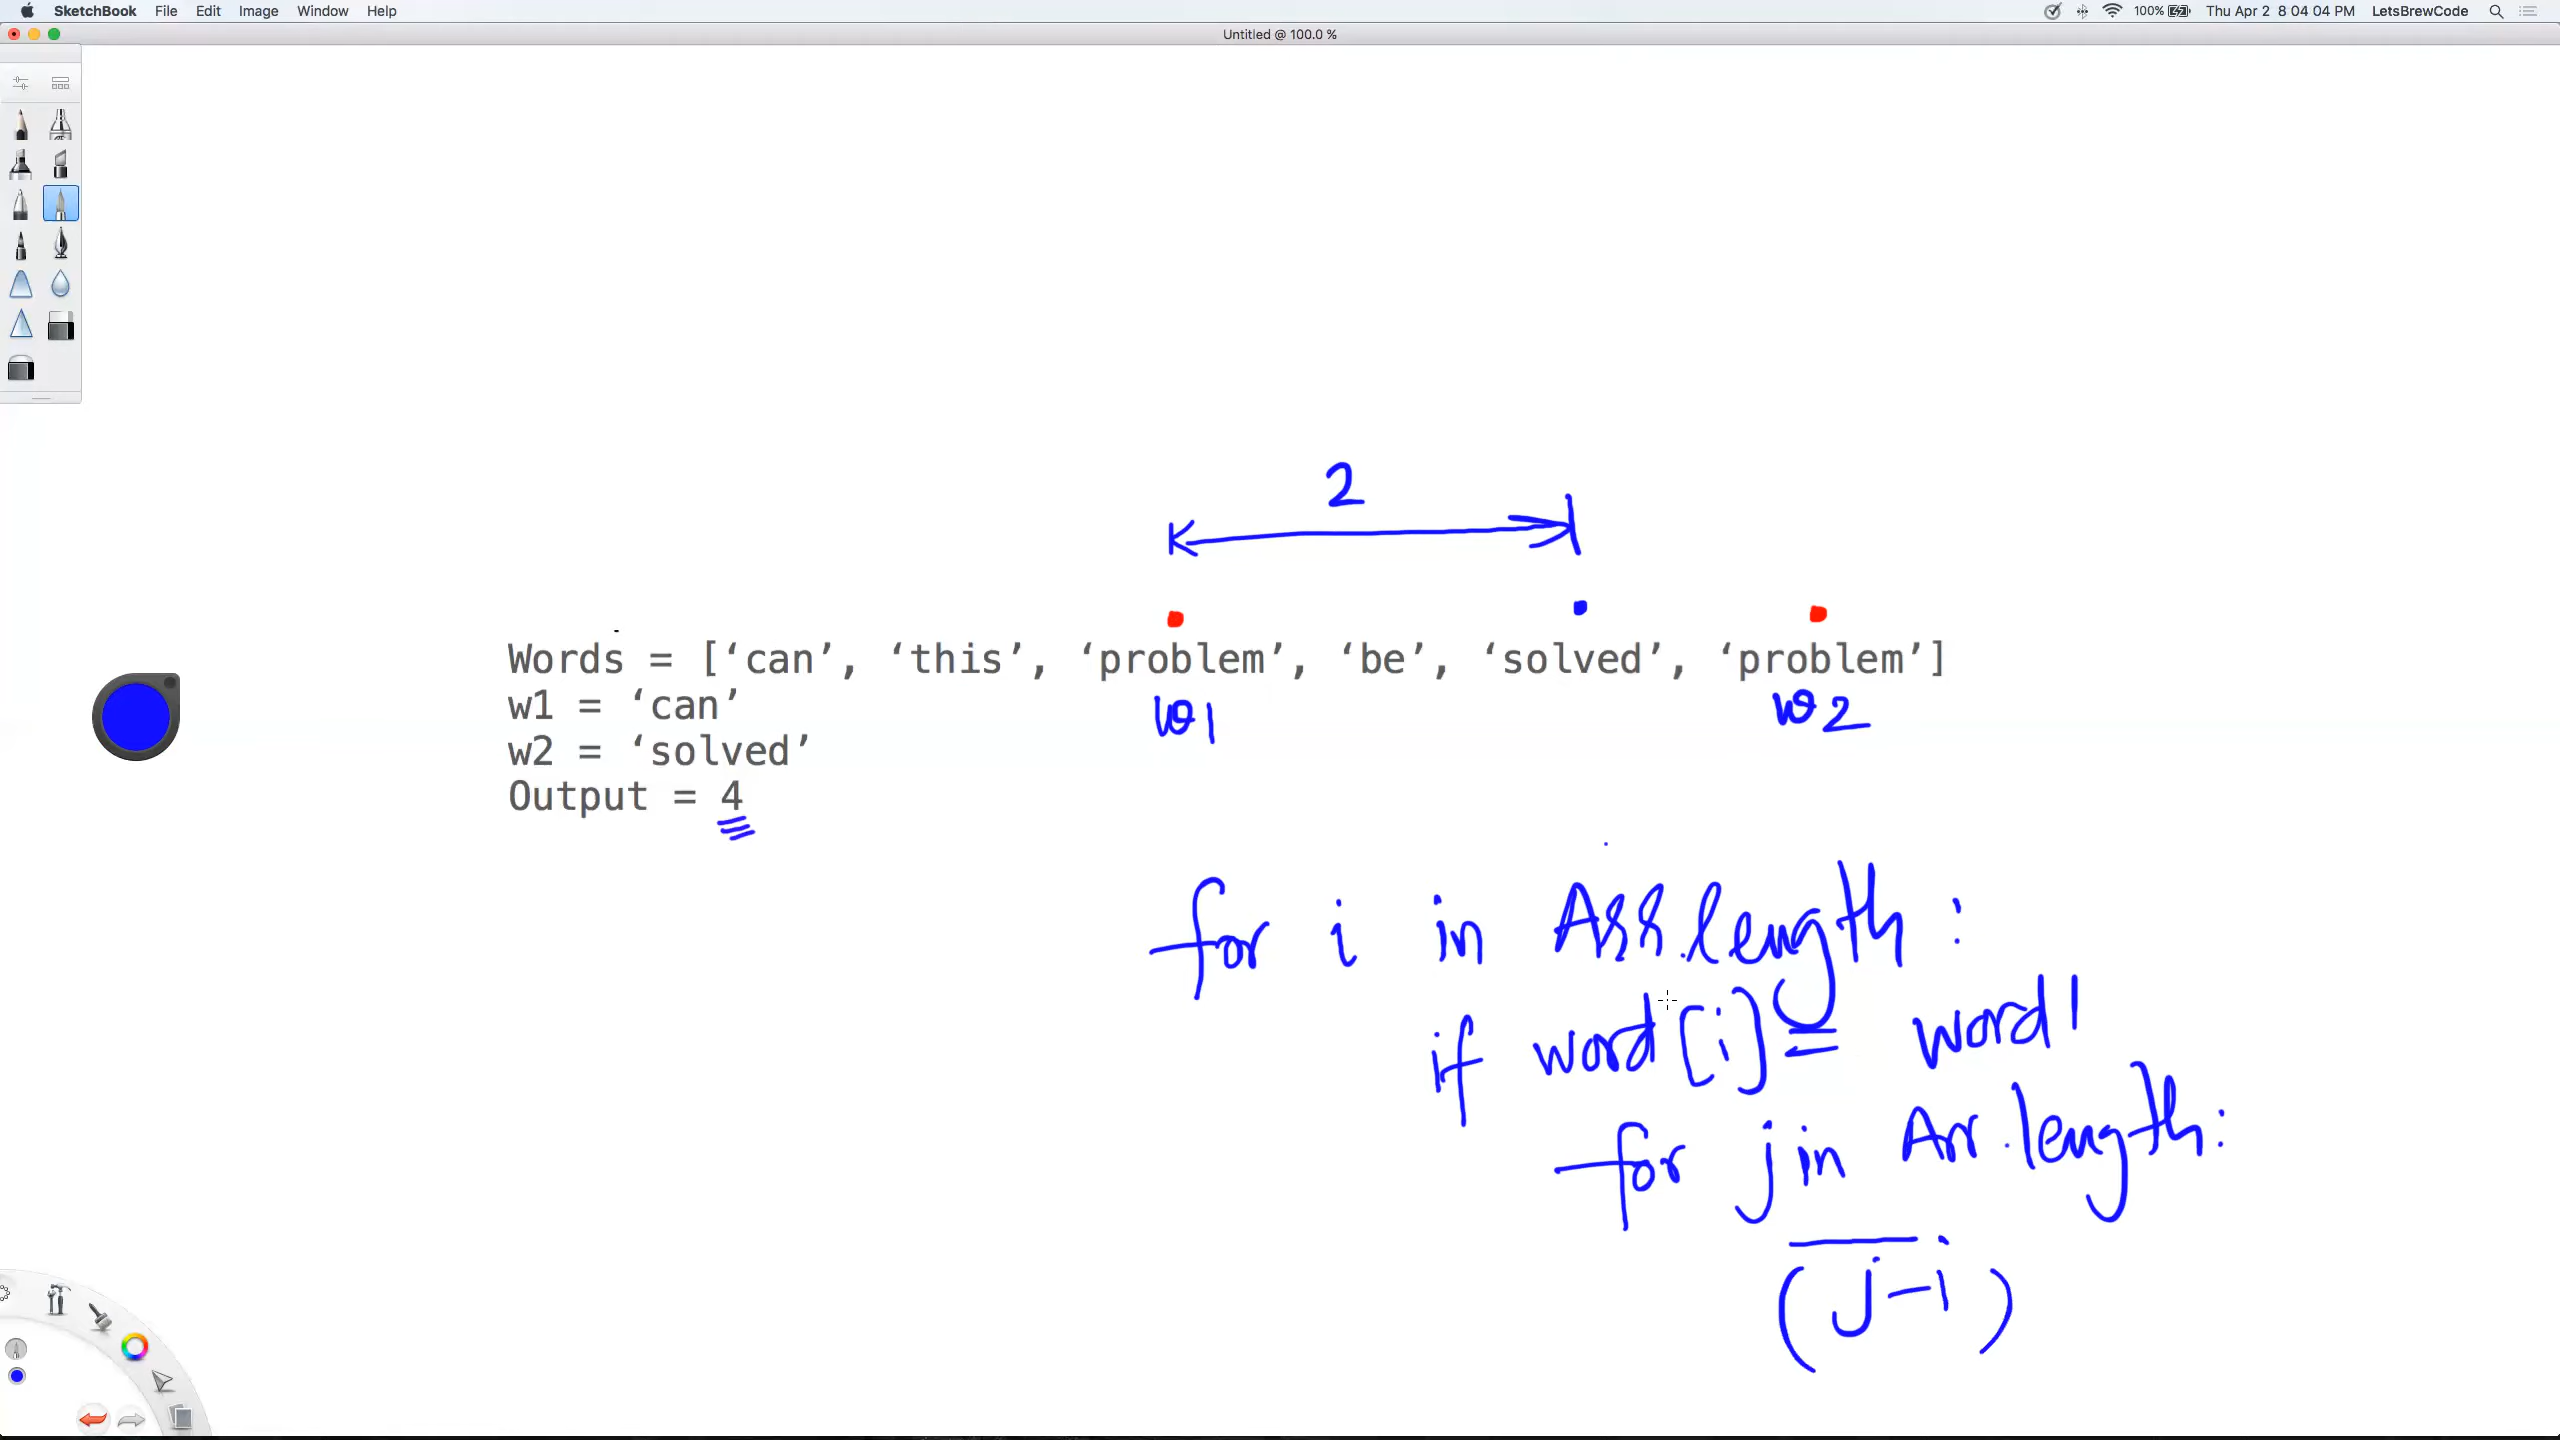 SketchBook File Edit Image Window Help 100% Thu Apr 2 8 04 04 PM LetsBrewCode
Untitled @ 100.0 %
2
Words = [‘can’, ‘this’, ‘problem’, ‘be’, ‘solved’, ‘problem’]
w1 = ‘can’
w1
w2
w2 = ‘solved’
Output = 4
for i in Arr.length :
if word[i] = word1
for j in Arr.length:
(j-i)